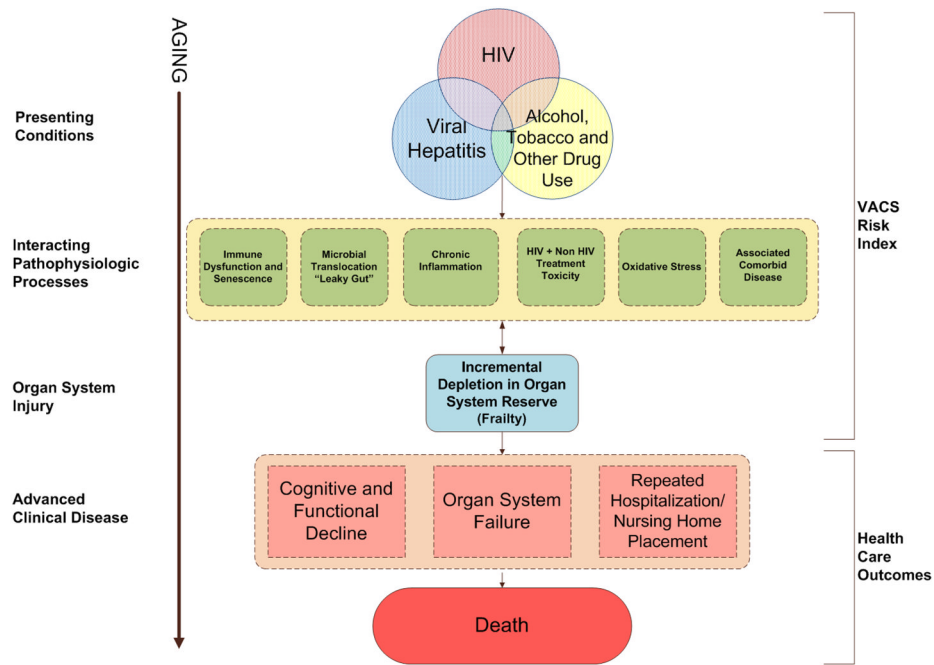 AGING
Presenting
Conditions
HIV
Viral
Hepatitis
Alcohol,
Tobacco and
Other Drug
Use
VACS
Risk
Index
Interacting
Pathophysiologic
Processes
Immune
Dysfunction and
Senescence
Microbial
Translocation
“Leaky Gut”
Chronic
Inflammation
HIV + Non HIV
Treatment
Toxicity
Oxidative Stress
Associated
Comorbid
Disease
Organ System
Injury
Incremental
Depletion in Organ
System Reserve
(Frailty)
Advanced
Clinical Disease
Cognitive and
Functional
Decline
Organ System
Failure
Repeated
Hospitalization/
Nursing Home
Placement
Health
Care
Outcomes
Death